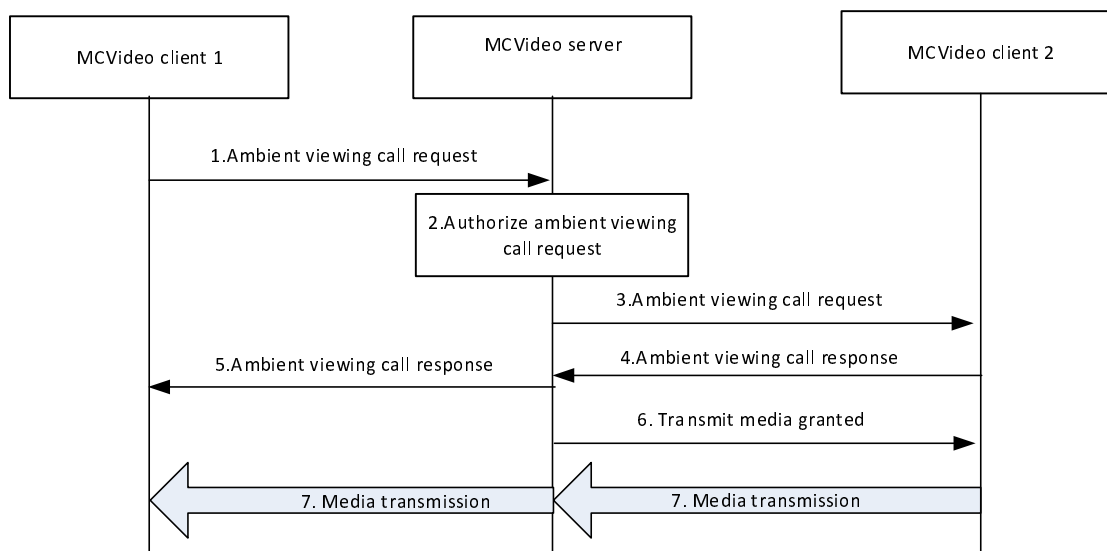 MCVideo client 1
MCVideo server
MCVideo client 2
1.Ambient viewing call request
2.Authorize ambient viewing
call request
3.Ambient viewing call request
4.Ambient viewing call response
5.Ambient viewing call response
6. Transmit media granted
7. Media transmission
7. Media transmission